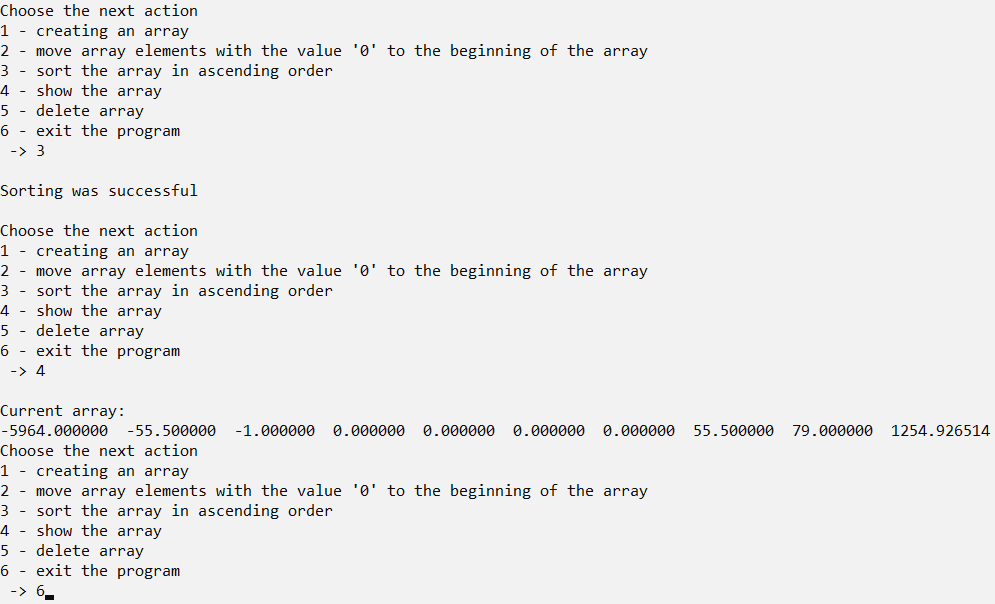 Choose the next action
1 - creating an array
2 - move array elements with the value '0' to the beginning of the array
3 - sort the array in ascending order
4 - show the array
5 - delete array
6 - exit the program
 -> 3

Sorting was successful

Choose the next action
1 - creating an array
2 - move array elements with the value '0' to the beginning of the array
3 - sort the array in ascending order
4 - show the array
5 - delete array
6 - exit the program
 -> 4

Current array:
-5964.000000  -55.500000  -1.000000  0.000000  0.000000  0.000000  0.000000  55.500000  79.000000  1254.926514
Choose the next action
1 - creating an array
2 - move array elements with the value '0' to the beginning of the array
3 - sort the array in ascending order
4 - show the array
5 - delete array
6 - exit the program
 -> 6